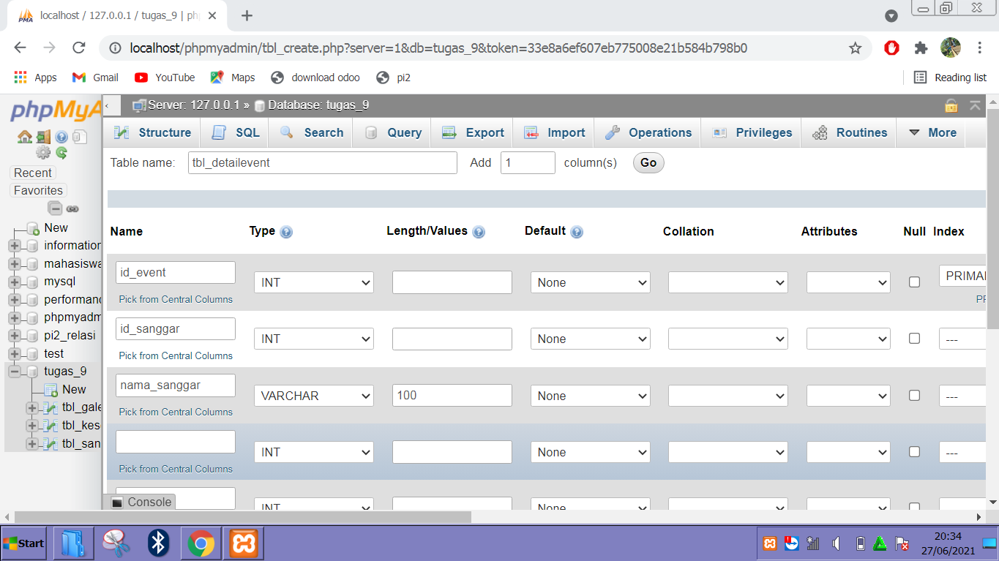 localhost / 127.0.0.1 / tugas_9 | ph
localhost/phpmyadmin/tbl_create.php?server=1&db=tugas_9&token=33e8a6ef607eb775008e21b584b798b0
Apps Gmail YouTube Maps download odoo pi2 Reading list
phpMyA
Server: 127.0.0.1 » Database: tugas_9
Structure SQL Search Query Export Import Operations Privileges Routines More
Table name: tbl_detailevent Add 1 column(s) Go
Recent
Favorites
New
information
mahasiswa
mysql
performanc
phpmyadm
pi2_relasi
test
tugas_9
New
tbl_gale
tbl_kes
tbl_san
Name Type Length/Values Default Collation Attributes Null Index
id_event INT None PRIMA
Pick from Central Columns PF
id_sanggar INT None ---
Pick from Central Columns
nama_sanggar VARCHAR 100 None ---
Pick from Central Columns
INT None ---
Pick from Central Columns
INT None
Console
Start 20:34
27/06/2021